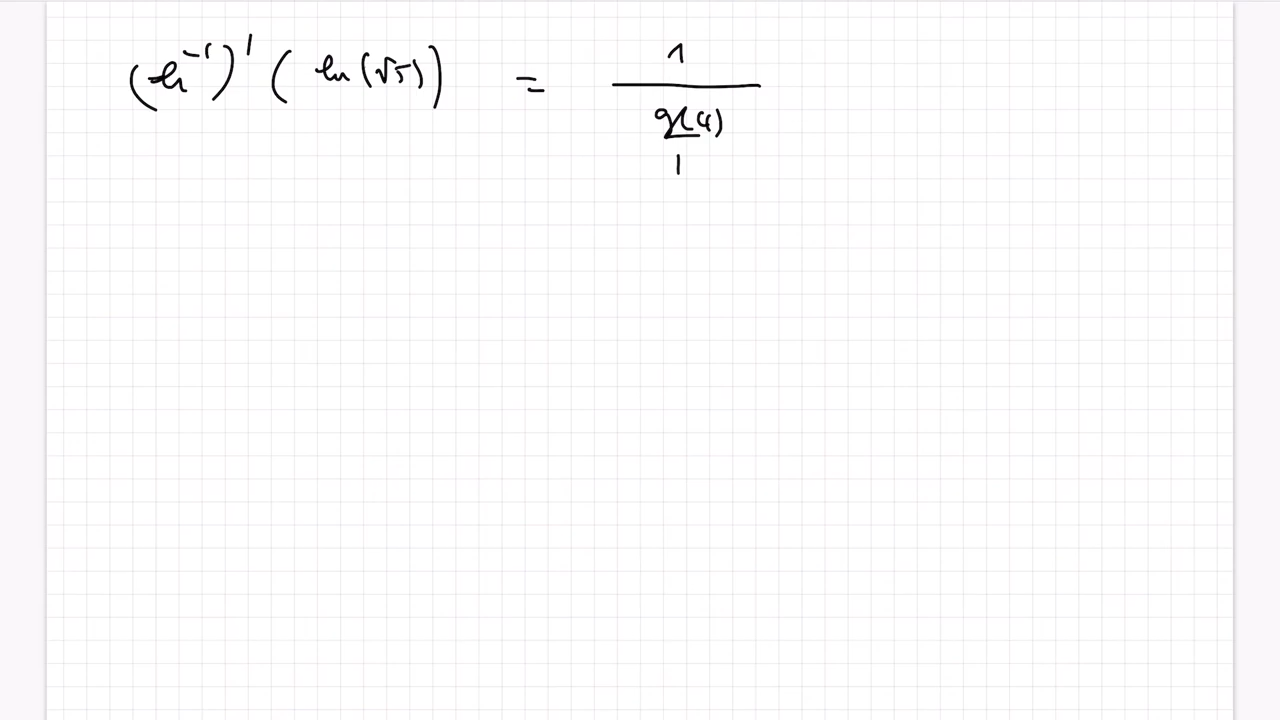 (h⁻¹)' ( ln(√5)) = 1
g(4)
1